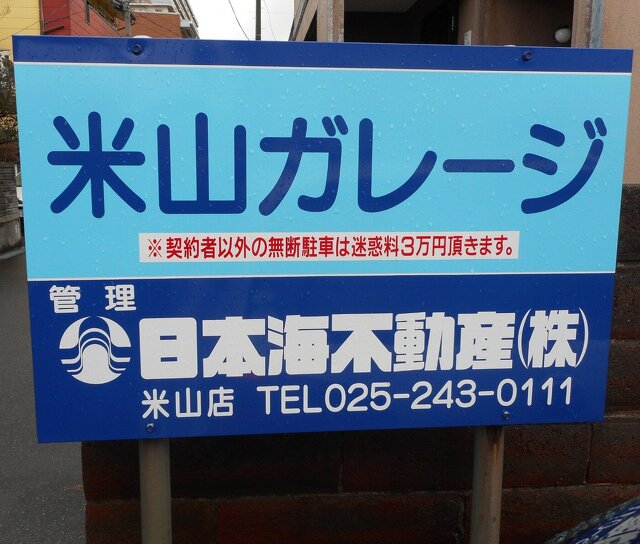 米山ガレージ
※契約者以外の無断駐車は迷惑料3万円頂きます。
管理
日本海不動産(株)
米山店 TEL025-243-0111